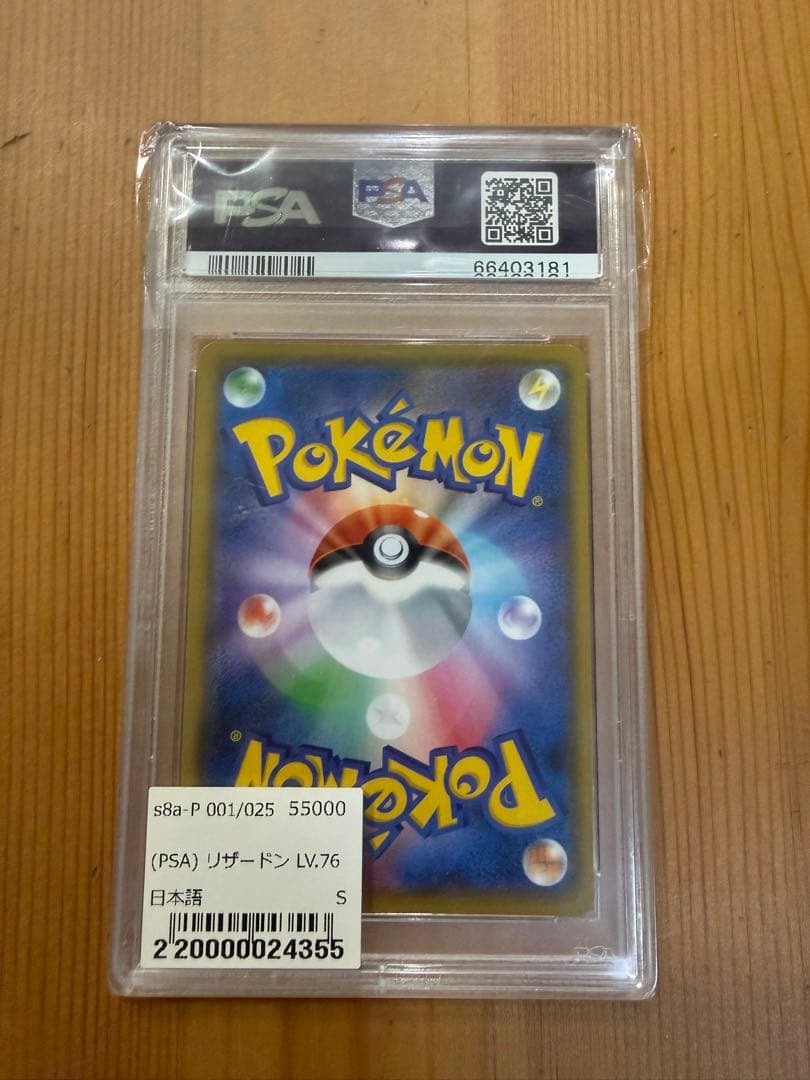 PSA
PSA
66403181
POKéMON
®
®
POKéMON
s8a-P 001/025 55000
(PSA) リザードン LV.76
日本語 S
2 20000024355
PSA